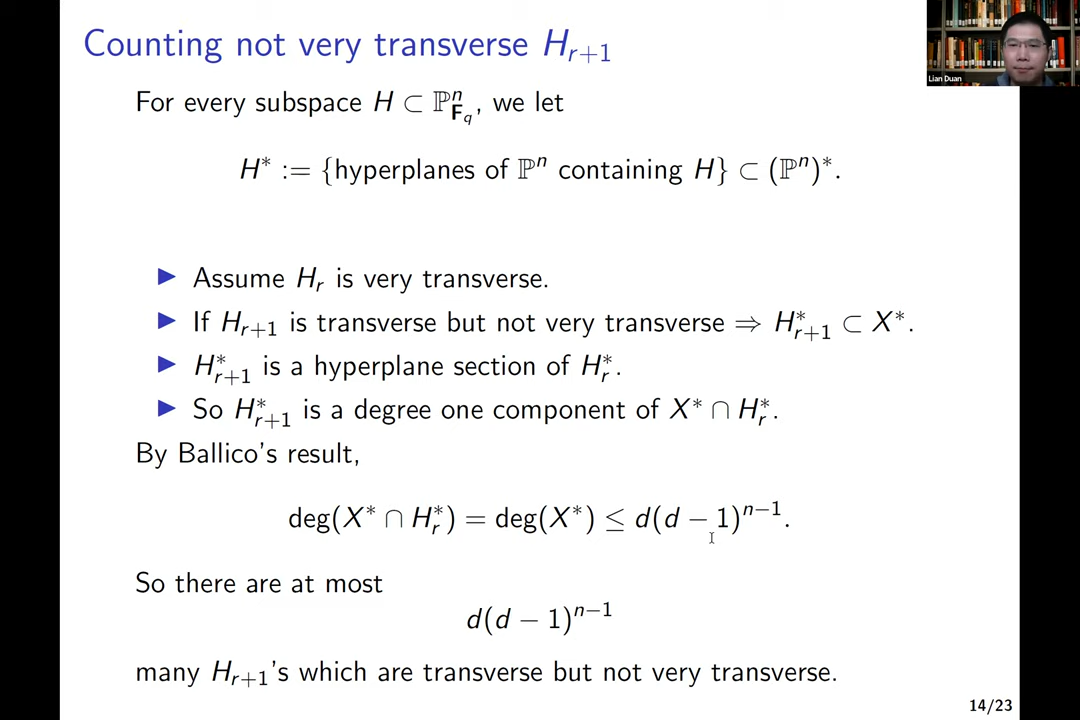 Counting not very transverse H_{r+1}
Lian Duan
For every subspace H ⊂ ℙ^n_{𝐅_q}, we let
H* := {hyperplanes of ℙ^n containing H} ⊂ (ℙ^n)*.
▶ Assume H_r is very transverse.
▶ If H_{r+1} is transverse but not very transverse ⇒ H*_{r+1} ⊂ X*.
▶ H*_{r+1} is a hyperplane section of H*_r.
▶ So H*_{r+1} is a degree one component of X* ∩ H*_r.
By Ballico's result,
deg(X* ∩ H*_r) = deg(X*) ≤ d(d − 1)^{n−1}.
So there are at most
d(d − 1)^{n−1}
many H_{r+1}'s which are transverse but not very transverse.
14/23